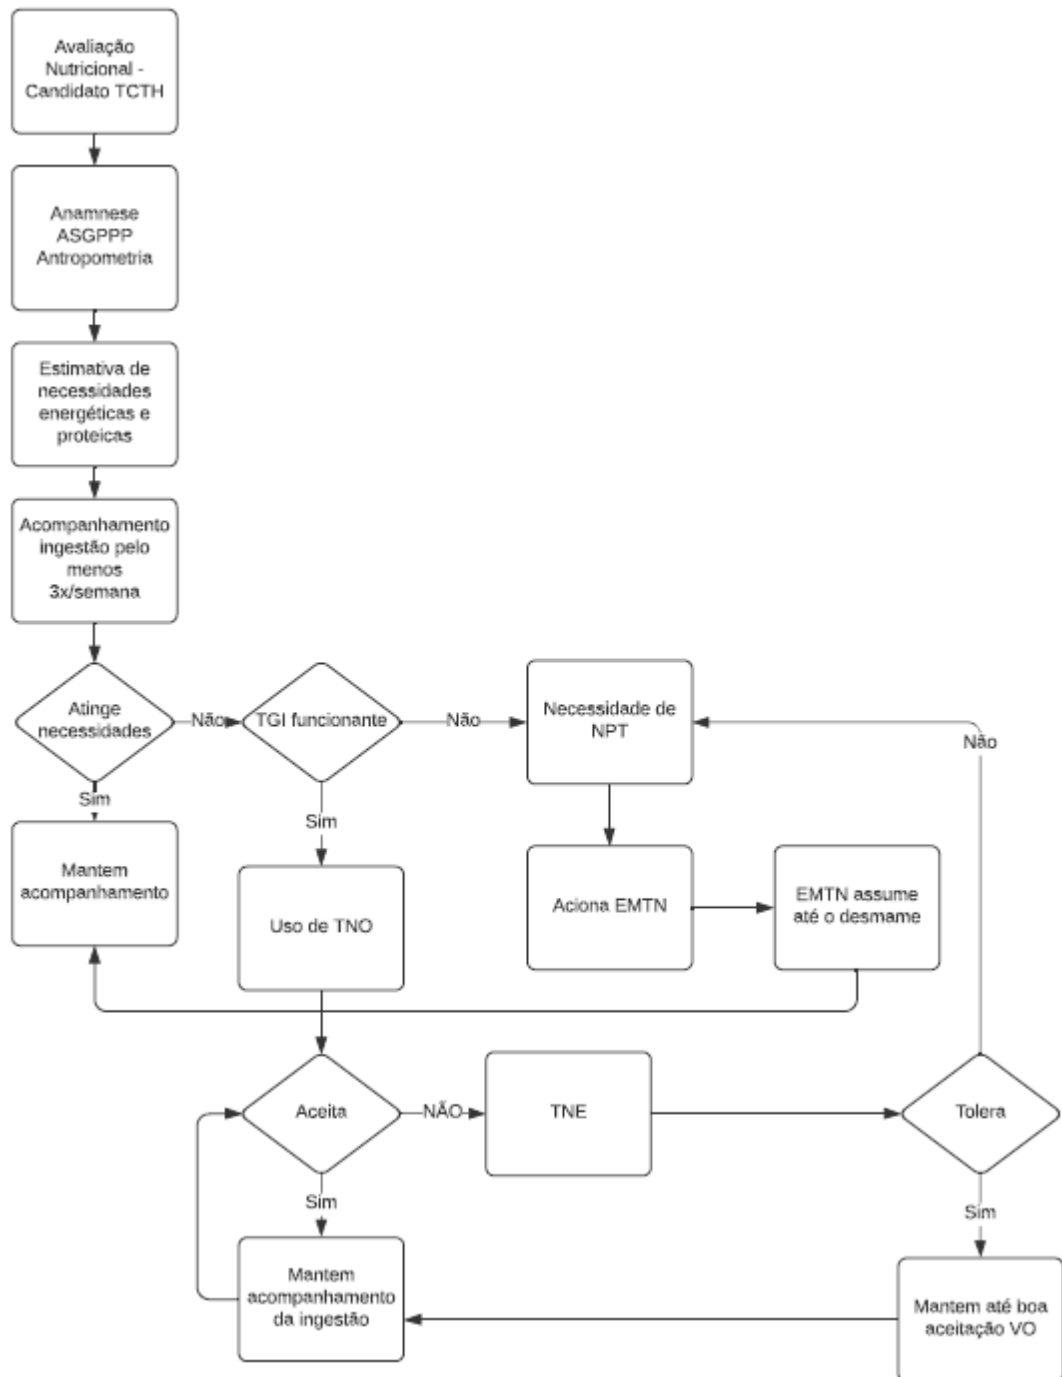 Avaliação
Nutricional -
Candidato TCTH
Anamnese
ASGPPP
Antropometria
Estimativa de
necessidades
energéticas e
proteicas
Acompanhamento
ingestão pelo
menos
3x/semana
Atinge
necessidades
Não
TGI funcionante
Não
Necessidade de
NPT
Não
Sim
Sim
Mantem
acompanhamento
Uso de TNO
Aciona EMTN
EMTN assume
até o desmame
Aceita
NÃO
TNE
Tolera
Sim
Sim
Mantem
acompanhamento
da ingestão
Mantem até boa
aceitação VO